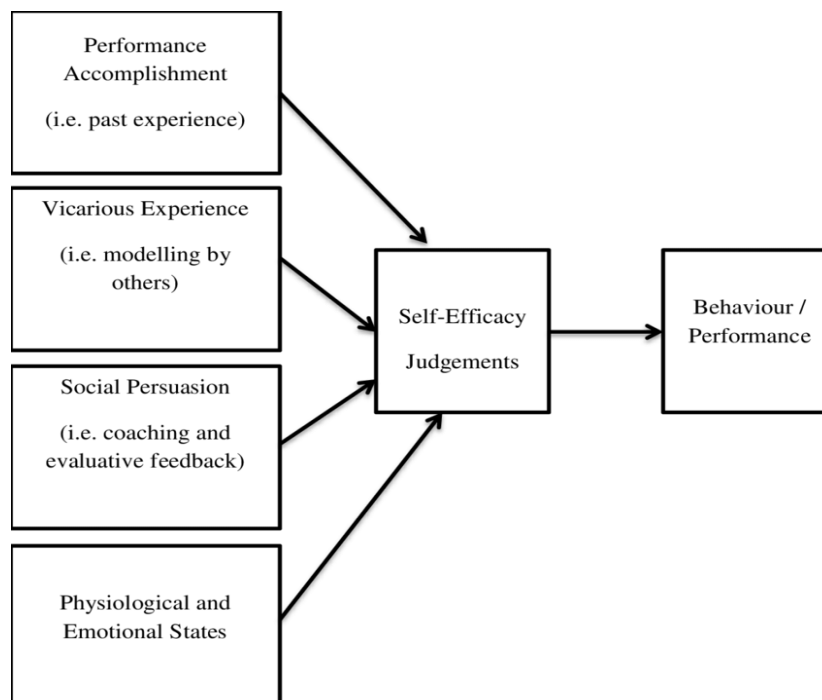 Performance
Accomplishment
(i.e. past experience)
Vicarious Experience
(i.e. modelling by
others)
Social Persuasion
(i.e. coaching and
evaluative feedback)
Physiological and
Emotional States
Self-Efficacy
Judgements
Behaviour /
Performance